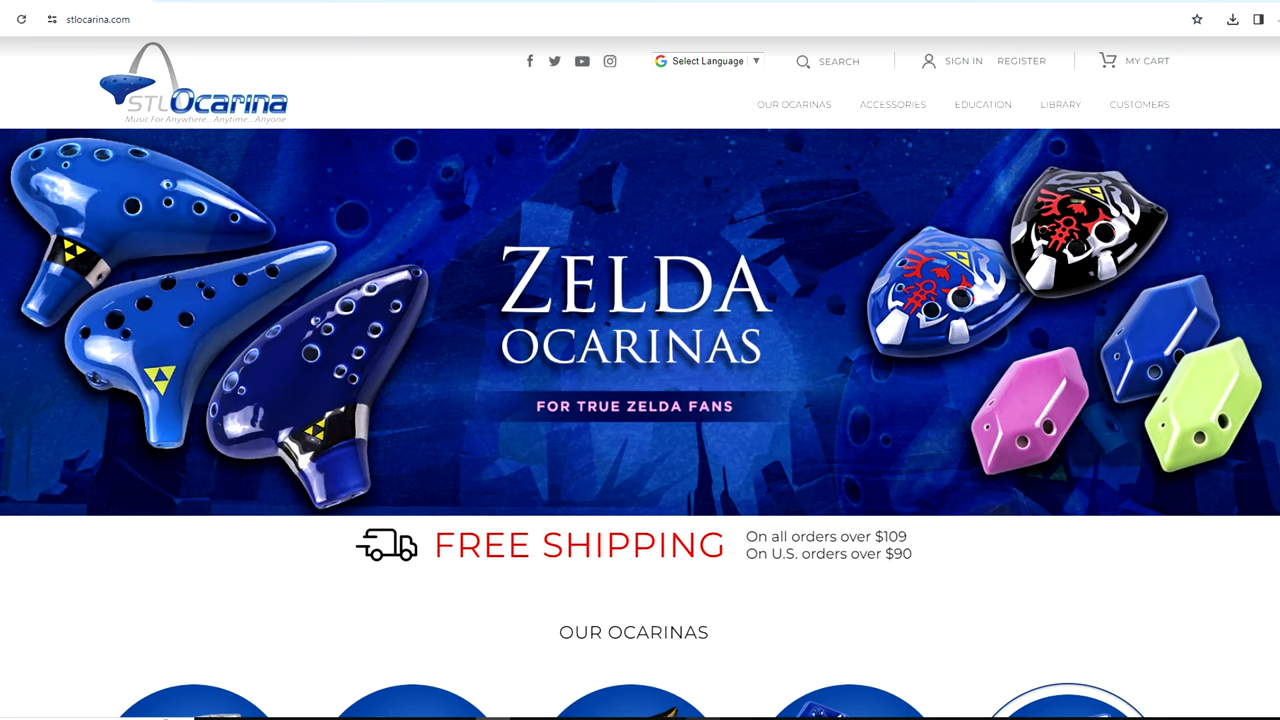 stlocarina.com
STLOcarina
Music For Anywhere... Anytime... Anyone
Select Language
SEARCH
SIGN IN
REGISTER
MY CART
OUR OCARINAS
ACCESSORIES
EDUCATION
LIBRARY
CUSTOMERS
ZELDA
OCARINAS
FOR TRUE ZELDA FANS
FREE SHIPPING
On all orders over $109
On U.S. orders over $90
OUR OCARINAS